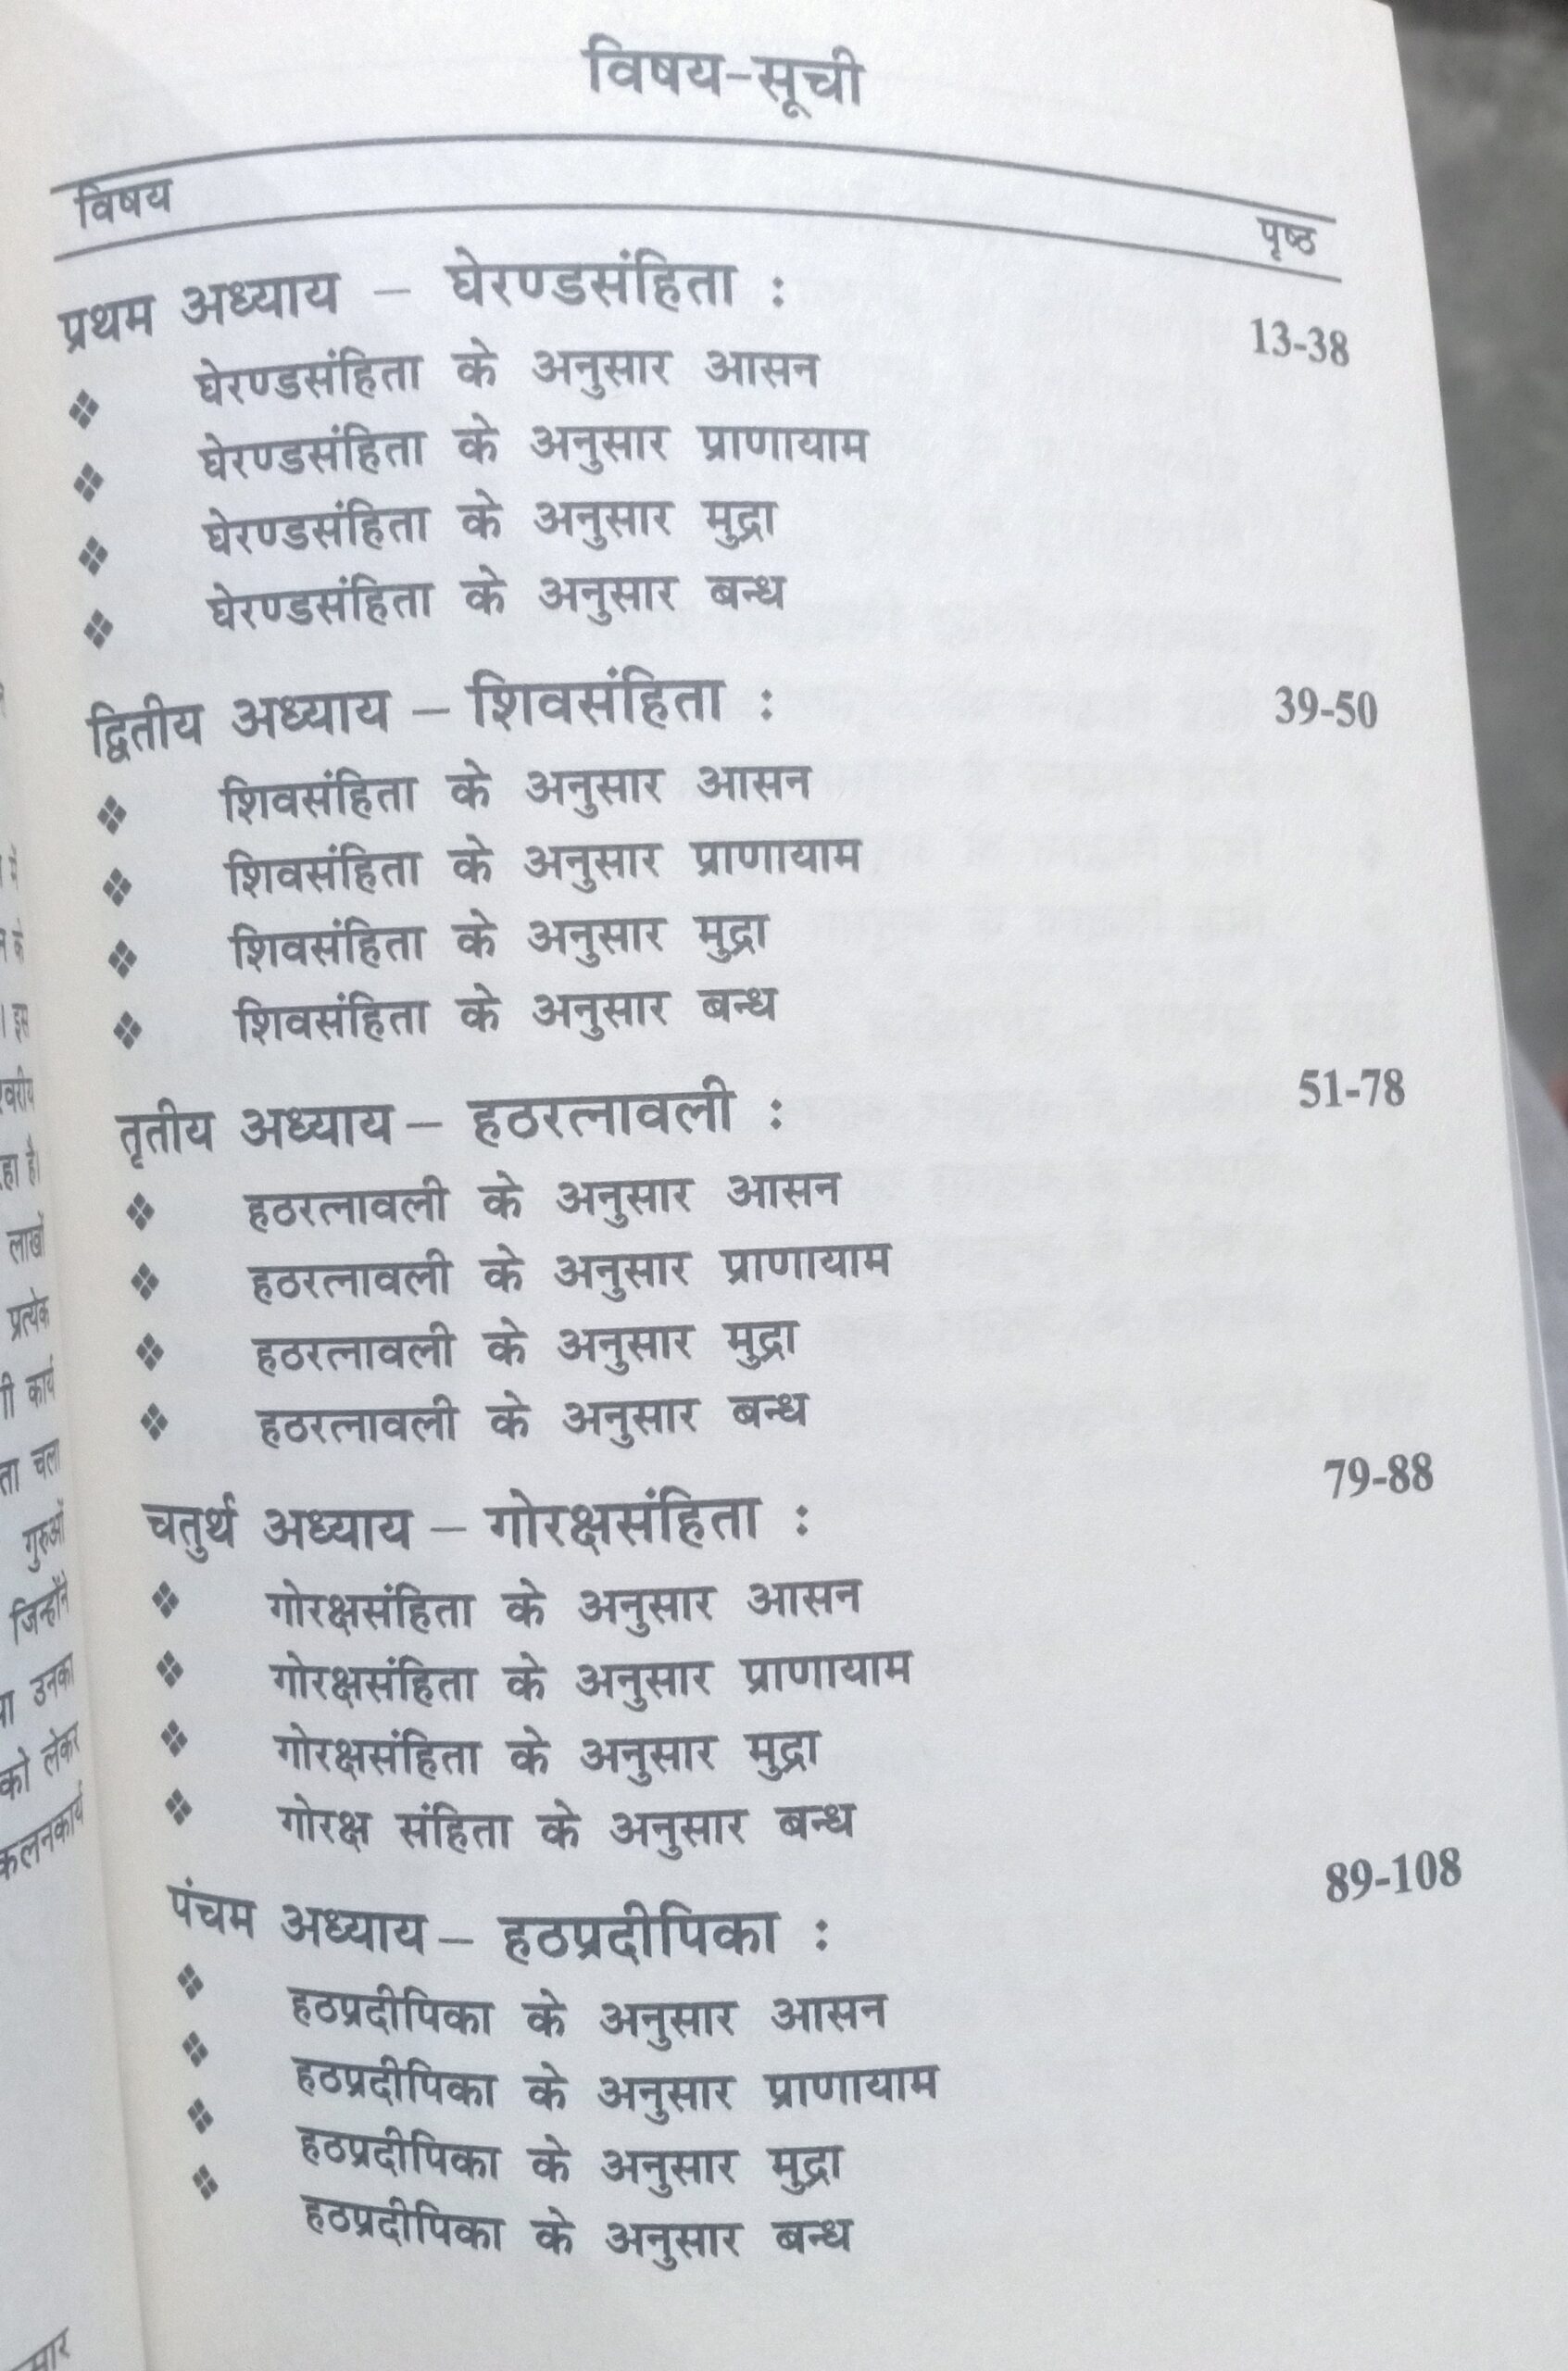 विषय-सूची
विषय पृष्ठ
प्रथम अध्याय – घेरण्डसंहिता : 13-38
❖ घेरण्डसंहिता के अनुसार आसन
❖ घेरण्डसंहिता के अनुसार प्राणायाम
❖ घेरण्डसंहिता के अनुसार मुद्रा
❖ घेरण्डसंहिता के अनुसार बन्ध
द्वितीय अध्याय – शिवसंहिता : 39-50
❖ शिवसंहिता के अनुसार आसन
❖ शिवसंहिता के अनुसार प्राणायाम
❖ शिवसंहिता के अनुसार मुद्रा
❖ शिवसंहिता के अनुसार बन्ध
तृतीय अध्याय – हठरत्नावली : 51-78
❖ हठरत्नावली के अनुसार आसन
❖ हठरत्नावली के अनुसार प्राणायाम
❖ हठरत्नावली के अनुसार मुद्रा
❖ हठरत्नावली के अनुसार बन्ध
चतुर्थ अध्याय – गोरक्षसंहिता : 79-88
❖ गोरक्षसंहिता के अनुसार आसन
❖ गोरक्षसंहिता के अनुसार प्राणायाम
❖ गोरक्षसंहिता के अनुसार मुद्रा
❖ गोरक्ष संहिता के अनुसार बन्ध
पंचम अध्याय – हठप्रदीपिका : 89-108
❖ हठप्रदीपिका के अनुसार आसन
❖ हठप्रदीपिका के अनुसार प्राणायाम
❖ हठप्रदीपिका के अनुसार मुद्रा
❖ हठप्रदीपिका के अनुसार बन्ध
लाखों
प्रत्येक
कार्य
चला
गुरुओं
जिन्होंने
उनका
को लेकर